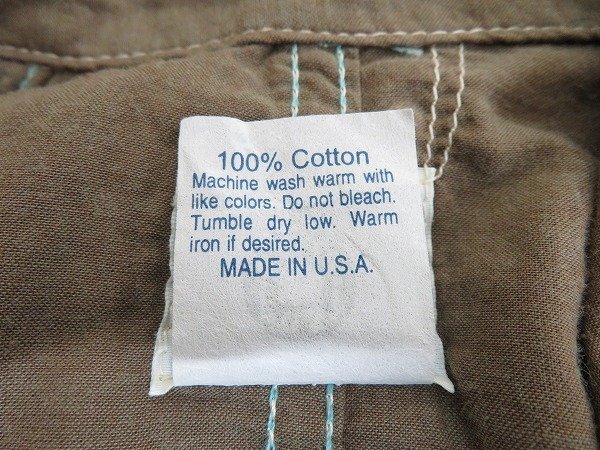 100% Cotton
Machine wash warm with
like colors. Do not bleach.
Tumble dry low. Warm
iron if desired.
MADE IN U.S.A.